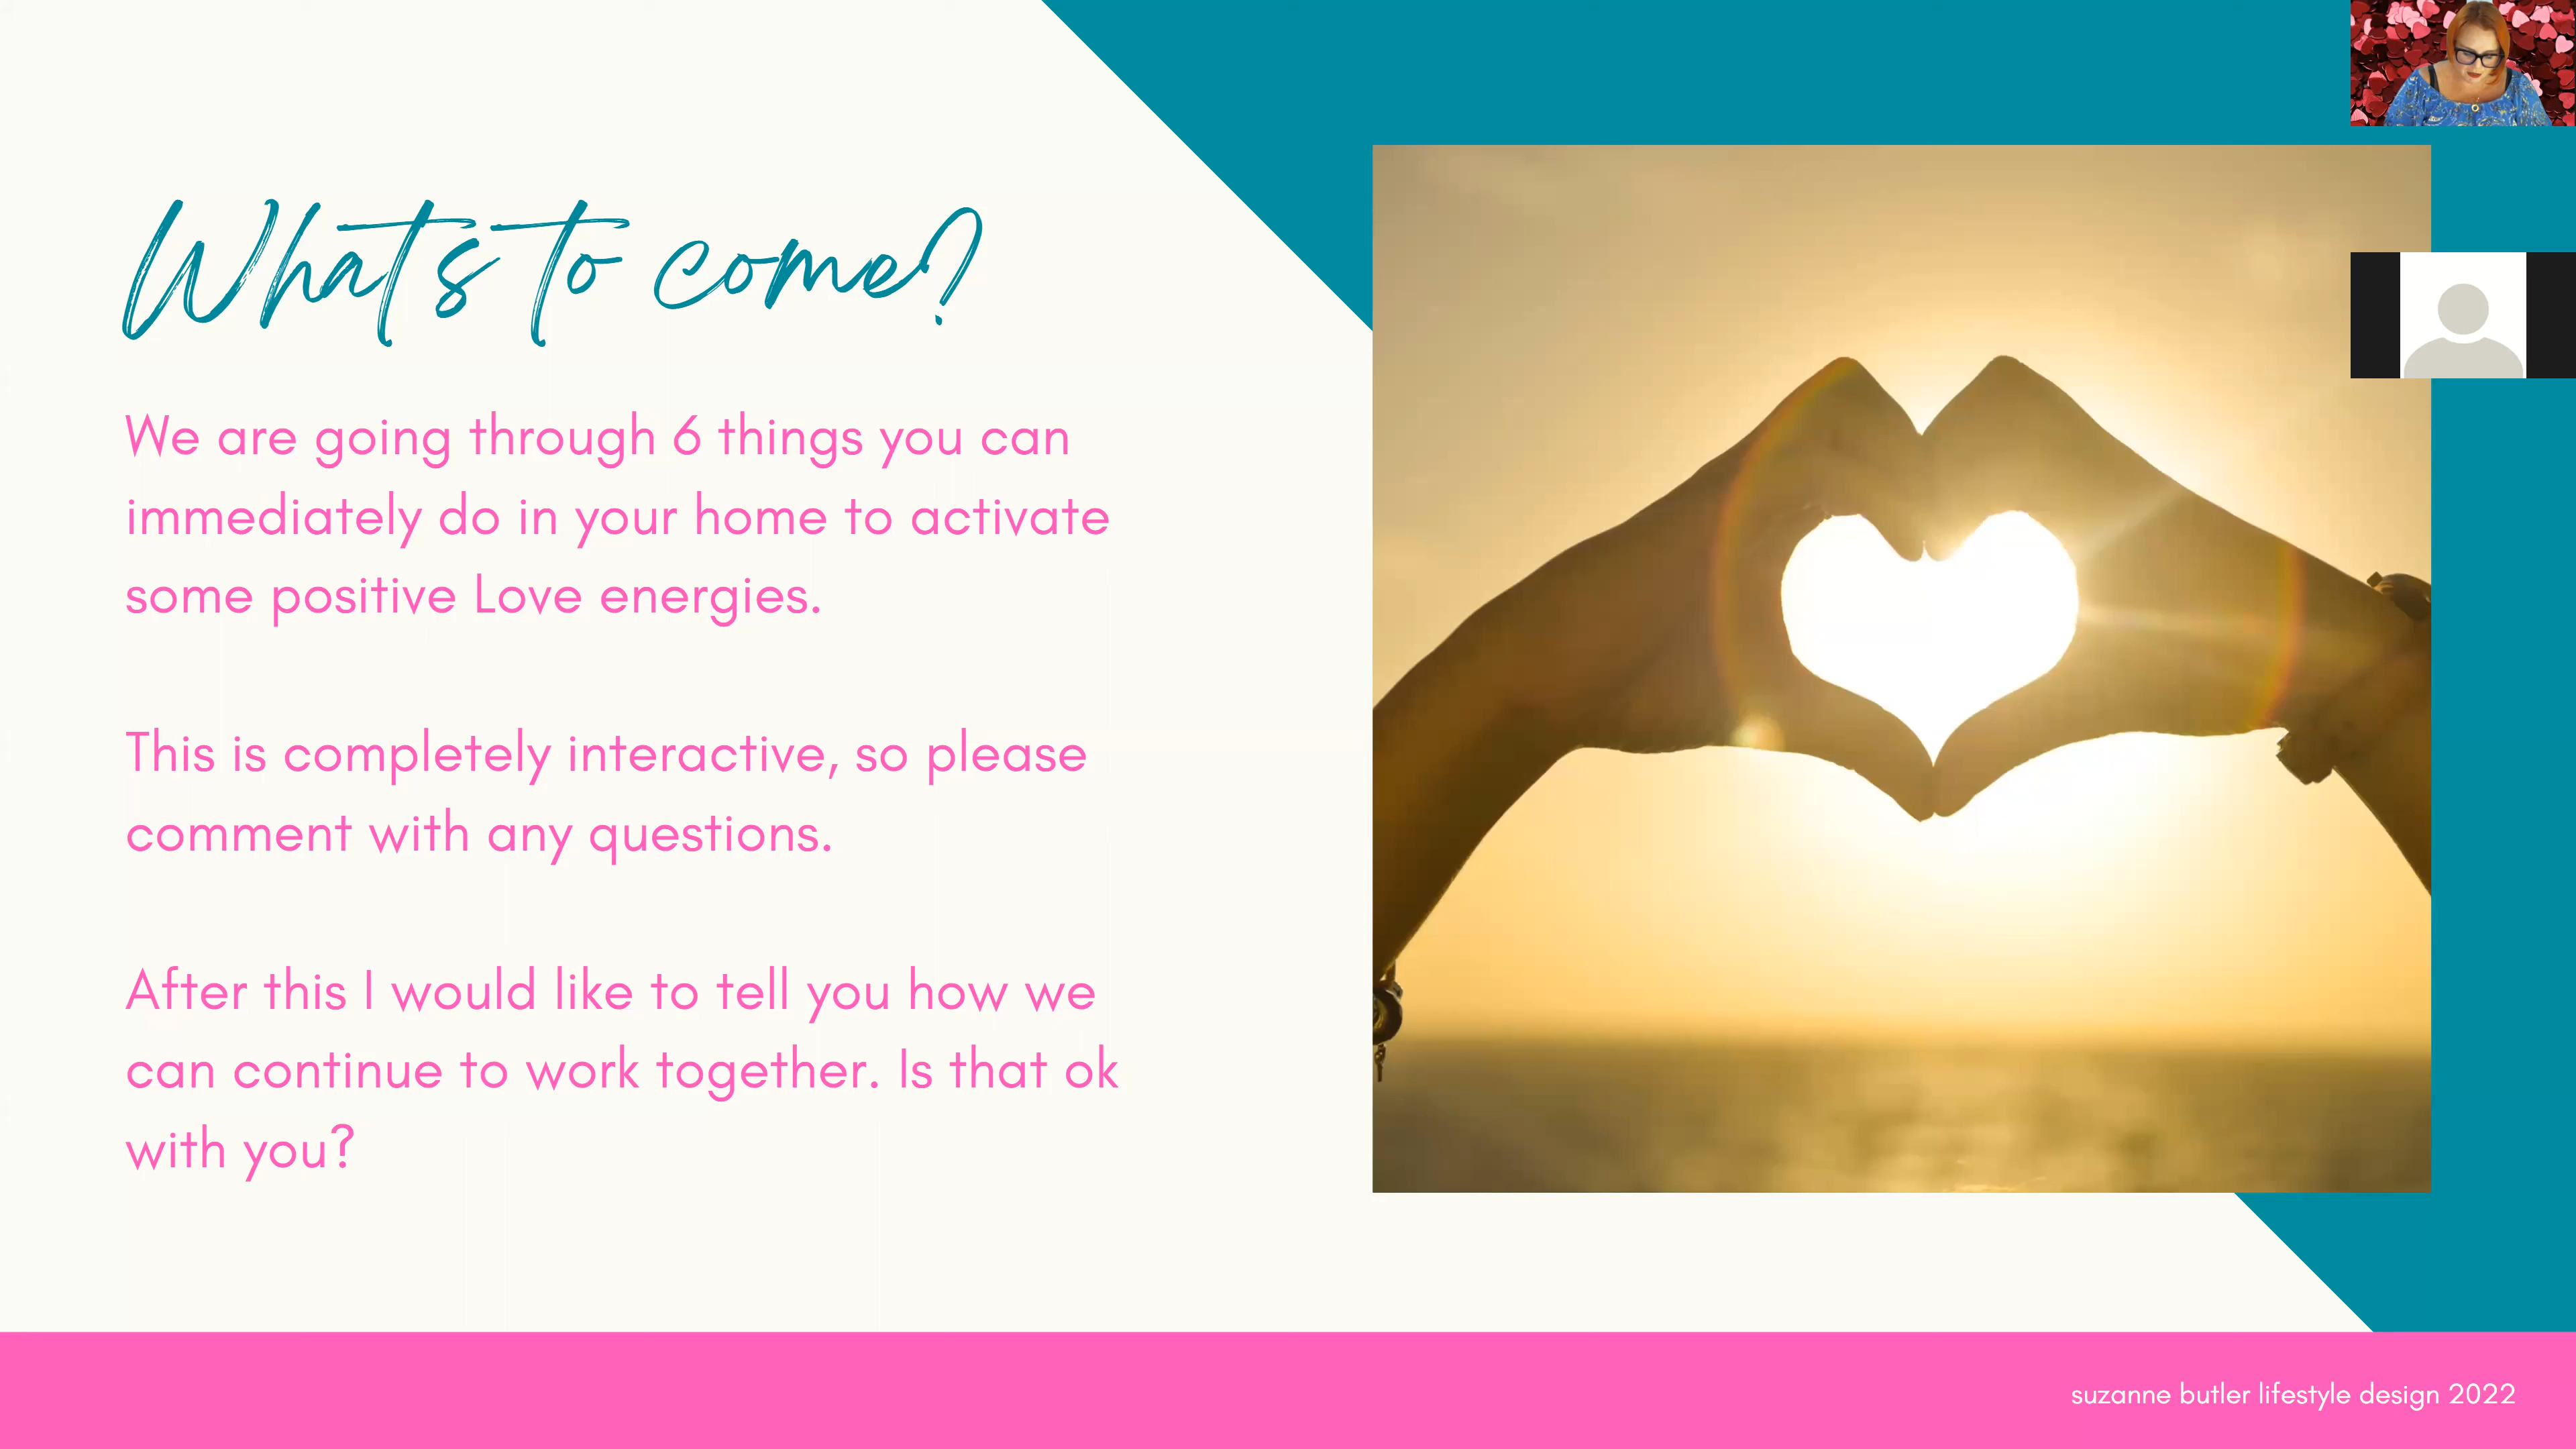 What's to come?
We are going through 6 things you can
immediately do in your home to activate
some positive Love energies.
This is completely interactive, so please
comment with any questions.
After this I would like to tell you how we
can continue to work together. Is that ok
with you?
suzanne butler lifestyle design 2022